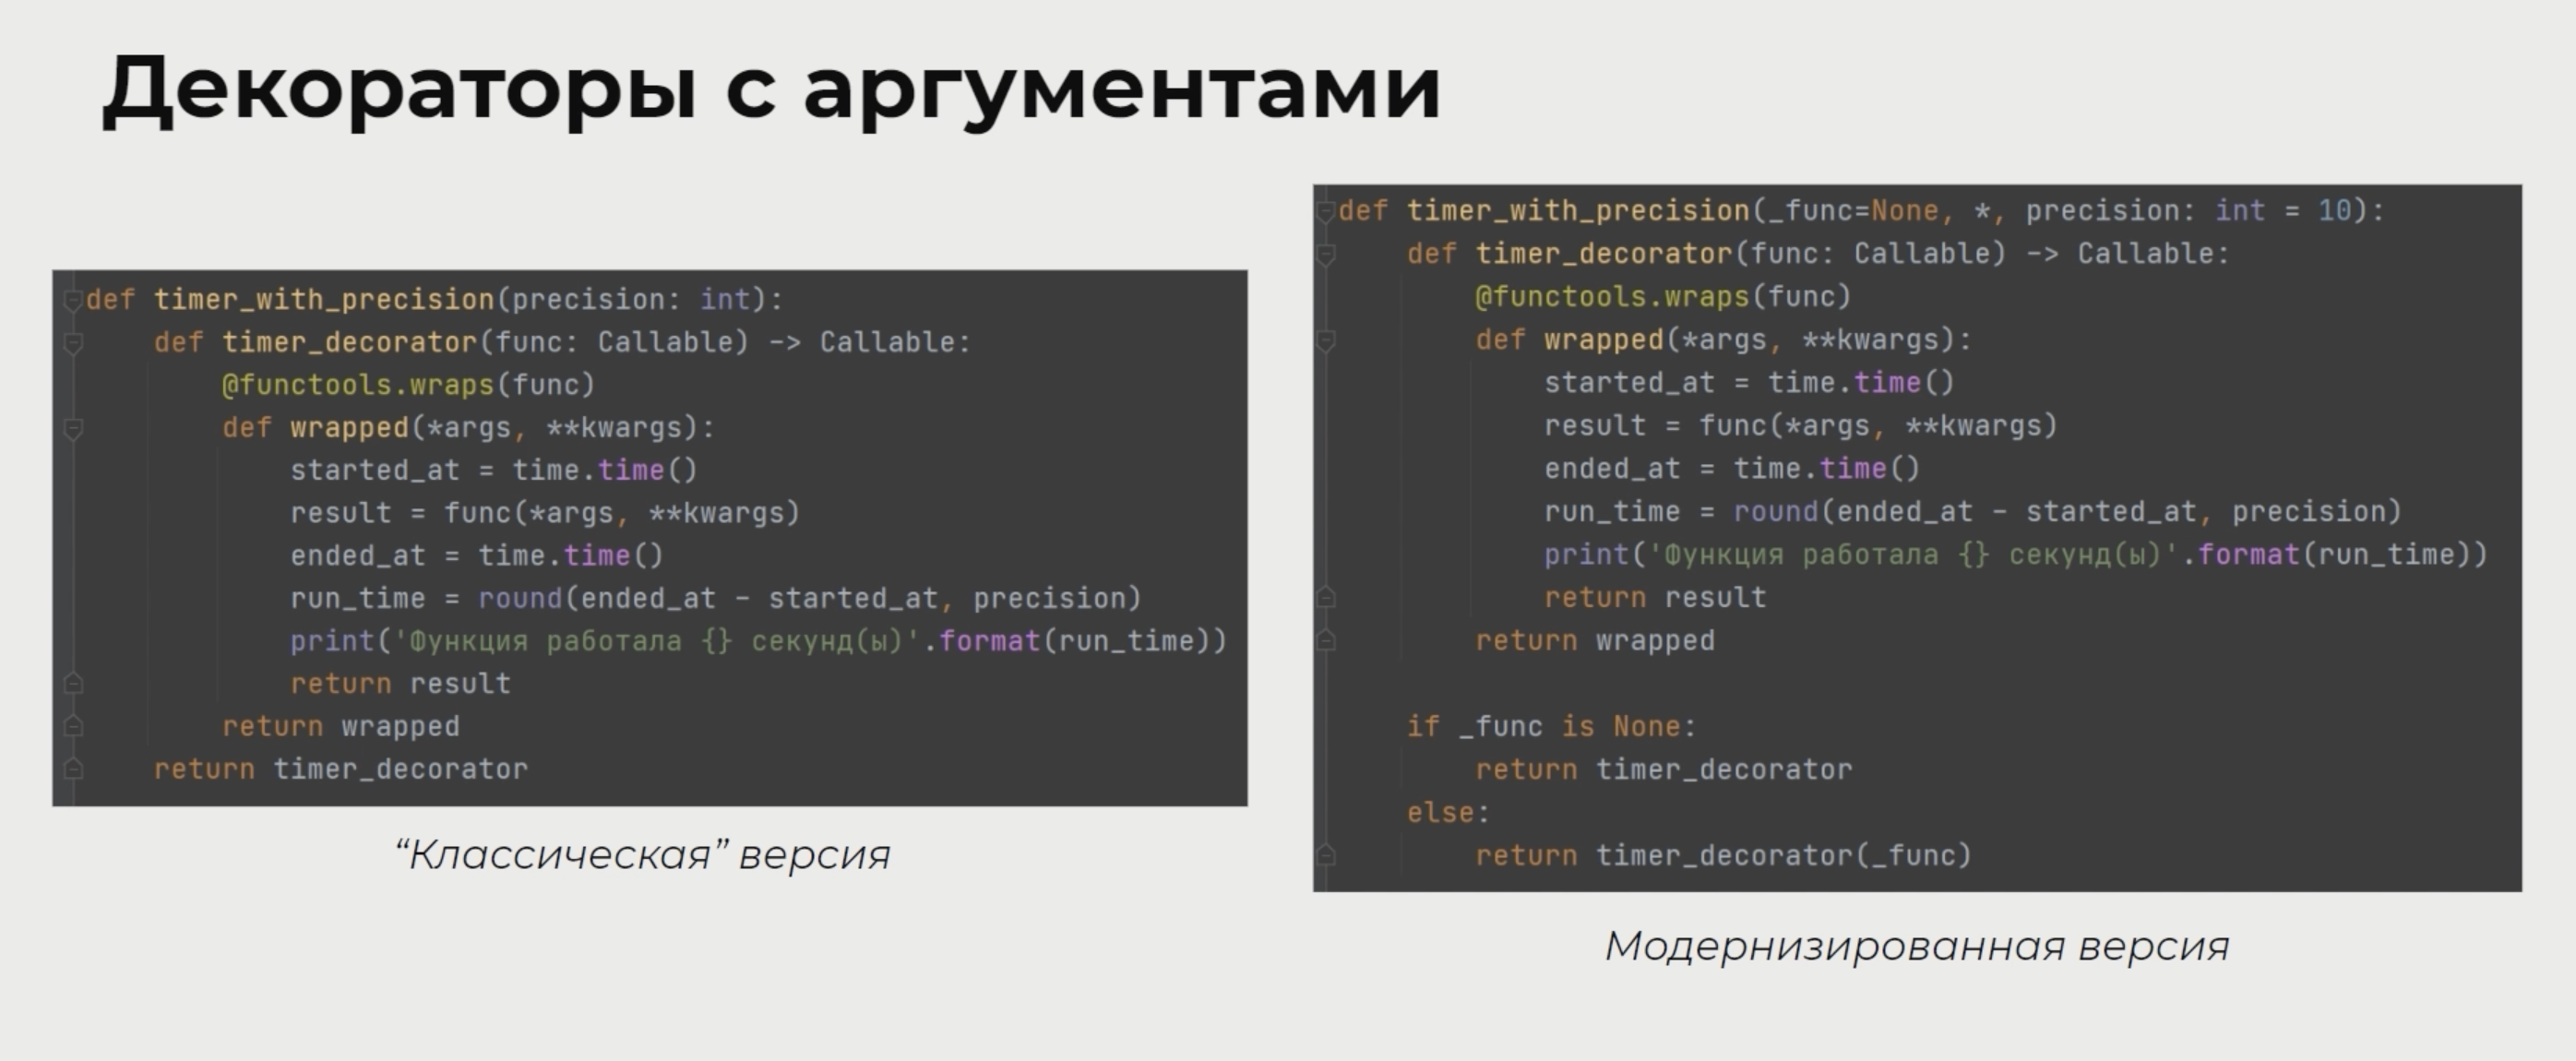 Декораторы с аргументами
def timer_with_precision(precision: int):
    def timer_decorator(func: Callable) -> Callable:
        @functools.wraps(func)
        def wrapped(*args, **kwargs):
            started_at = time.time()
            result = func(*args, **kwargs)
            ended_at = time.time()
            run_time = round(ended_at - started_at, precision)
            print('Функция работала {} секунд(ы)'.format(run_time))
            return result
        return wrapped
    return timer_decorator
“Классическая” версия
def timer_with_precision(_func=None, *, precision: int = 10):
    def timer_decorator(func: Callable) -> Callable:
        @functools.wraps(func)
        def wrapped(*args, **kwargs):
            started_at = time.time()
            result = func(*args, **kwargs)
            ended_at = time.time()
            run_time = round(ended_at - started_at, precision)
            print('Функция работала {} секунд(ы)'.format(run_time))
            return result
        return wrapped
    if _func is None:
        return timer_decorator
    else:
        return timer_decorator(_func)
Модернизированная версия